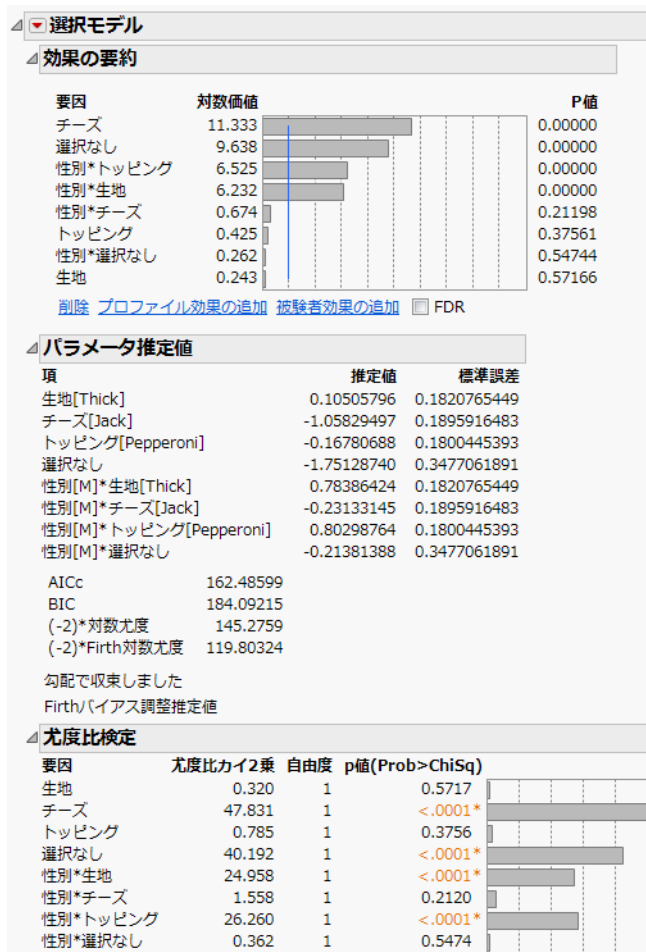 選択モデル
効果の要約
要因 対数価値 P値
チーズ 11.333 0.00000
選択なし 9.638 0.00000
性別*トッピング 6.525 0.00000
性別*生地 6.232 0.00000
性別*チーズ 0.674 0.21198
トッピング 0.425 0.37561
性別*選択なし 0.262 0.54744
生地 0.243 0.57166
削除 プロファイル効果の追加 被験者効果の追加 FDR
パラメータ推定値
項 推定値 標準誤差
生地[Thick] 0.10505796 0.1820765449
チーズ[Jack] -1.05829497 0.1895916483
トッピング[Pepperoni] -0.16780688 0.1800445393
選択なし -1.75128740 0.3477061891
性別[M]*生地[Thick] 0.78386424 0.1820765449
性別[M]*チーズ[Jack] -0.23133145 0.1895916483
性別[M]*トッピング[Pepperoni] 0.80298764 0.1800445393
性別[M]*選択なし -0.21381388 0.3477061891
AICc 162.48599
BIC 184.09215
(-2)*対数尤度 145.2759
(-2)*Firth対数尤度 119.80324
勾配で収束しました
Firthバイアス調整推定値
尤度比検定
要因 尤度比カイ2乗 自由度 p値(Prob>ChiSq)
生地 0.320 1 0.5717
チーズ 47.831 1 <.0001*
トッピング 0.785 1 0.3756
選択なし 40.192 1 <.0001*
性別*生地 24.958 1 <.0001*
性別*チーズ 1.558 1 0.2120
性別*トッピング 26.260 1 <.0001*
性別*選択なし 0.362 1 0.5474